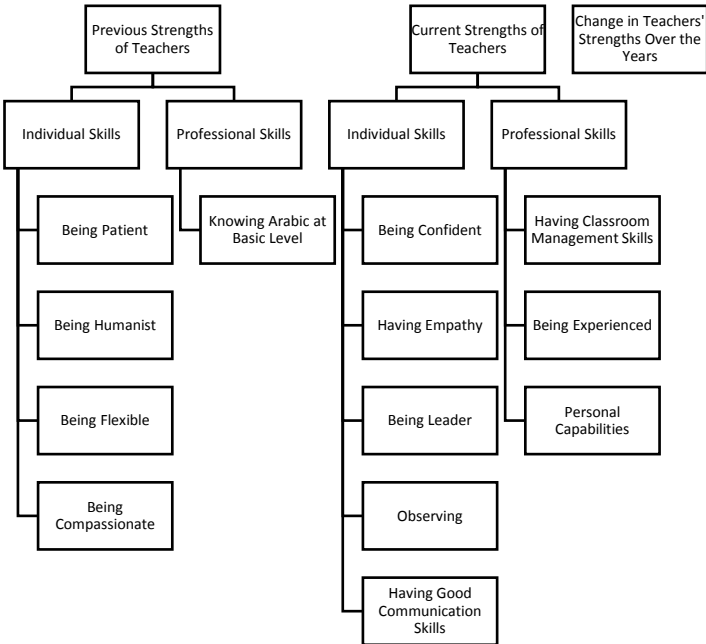 Previous Strengths
of Teachers
Current Strengths of
Teachers
Change in Teachers'
Strengths Over the
Years
Individual Skills
Professional Skills
Individual Skills
Professional Skills
Being Patient
Knowing Arabic at
Basic Level
Being Confident
Having Classroom
Management Skills
Being Humanist
Having Empathy
Being Experienced
Being Flexible
Being Leader
Personal
Capabilities
Being
Compassionate
Observing
Having Good
Communication
Skills